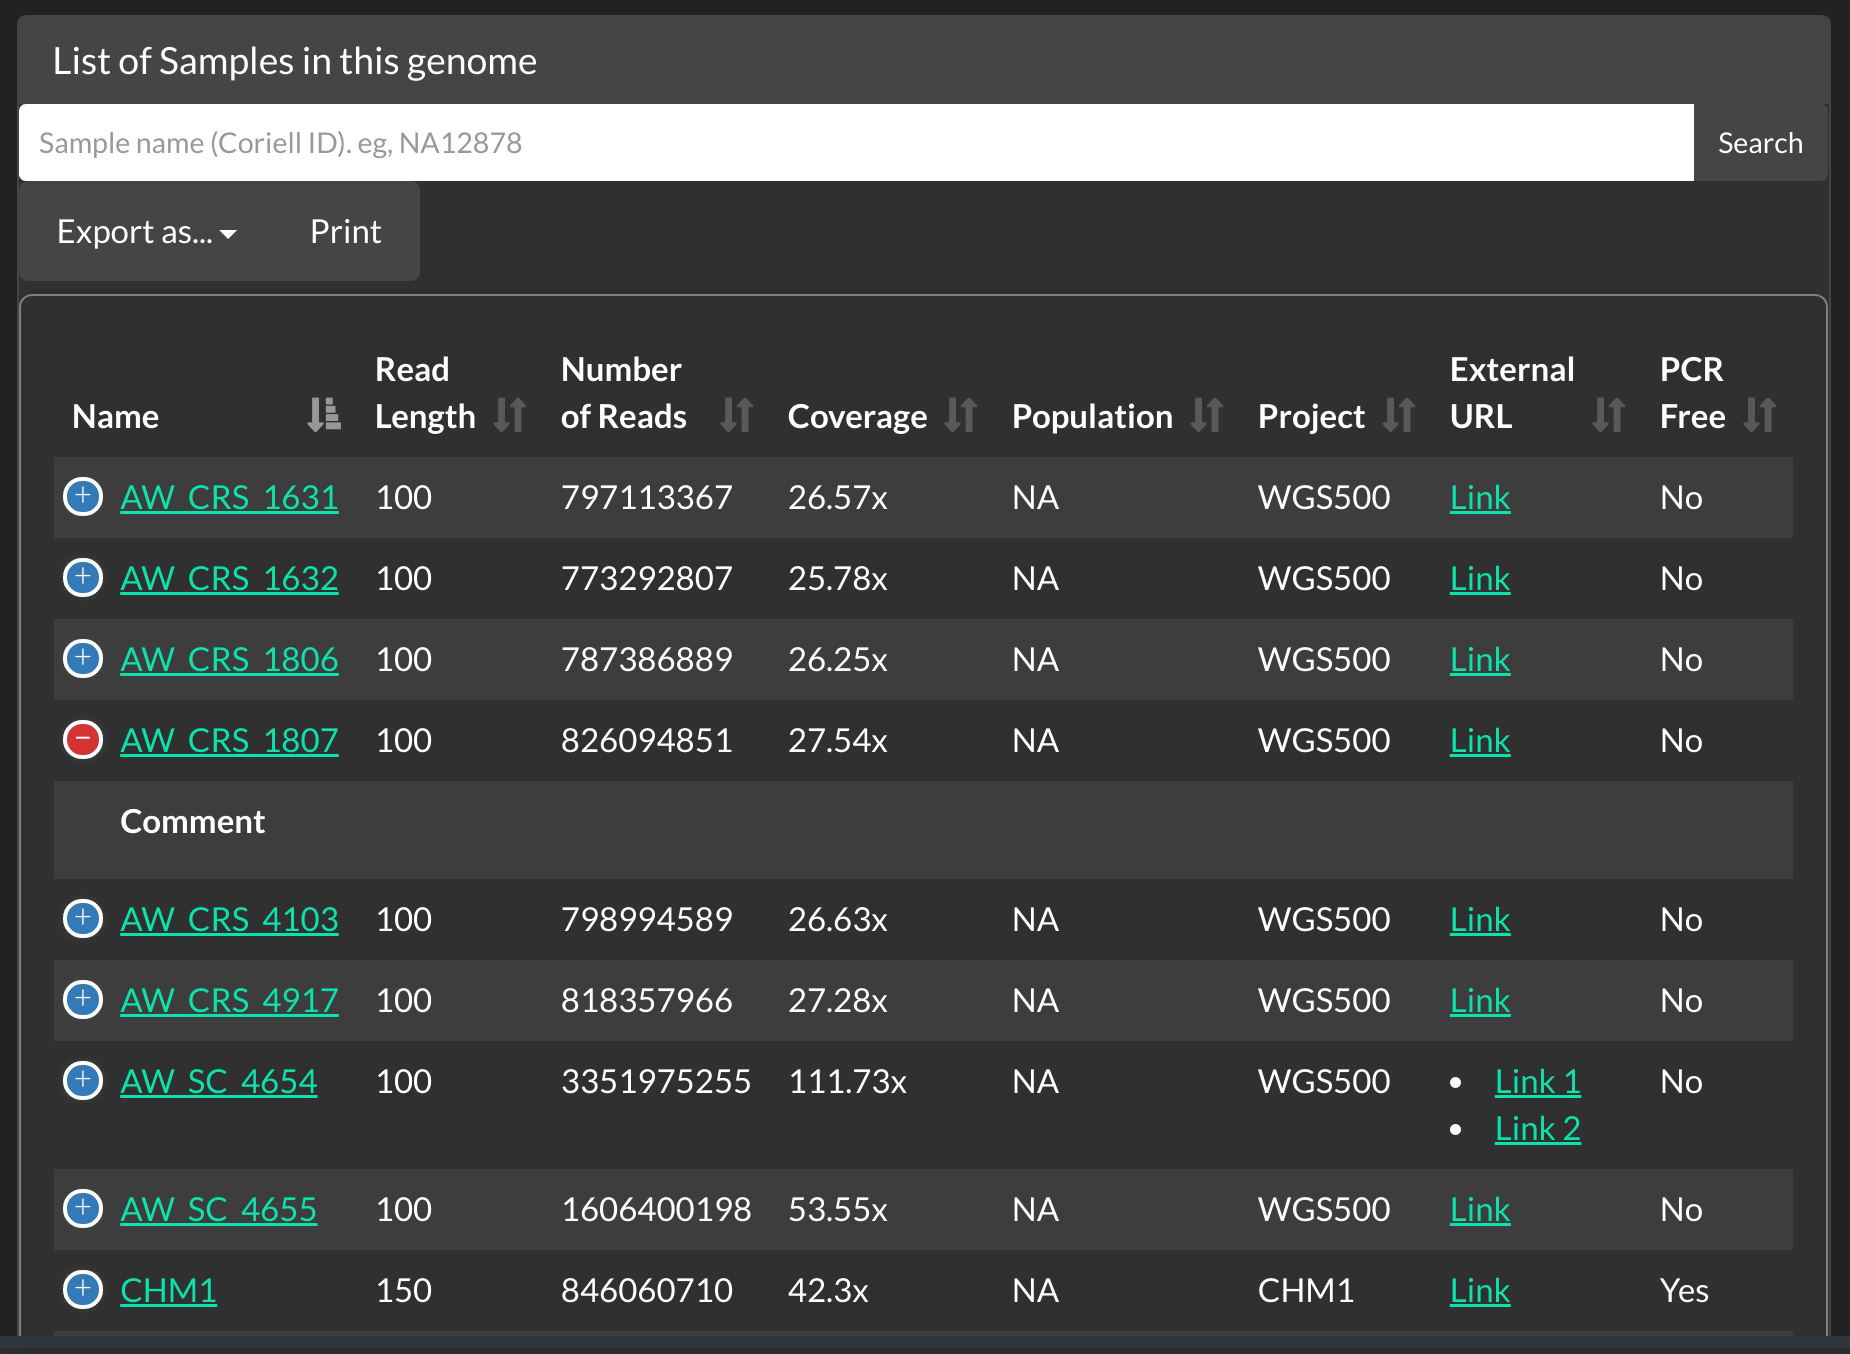 List of Samples in this genome
Sample name (Coriell ID). eg, NA12878 Search
Export as... Print
Name Read Length Number of Reads Coverage Population Project External URL PCR Free
AW_CRS_1631 100 797113367 26.57x NA WGS500 Link No
AW_CRS_1632 100 773292807 25.78x NA WGS500 Link No
AW_CRS_1806 100 787386889 26.25x NA WGS500 Link No
AW_CRS_1807 100 826094851 27.54x NA WGS500 Link No
Comment
AW_CRS_4103 100 798994589 26.63x NA WGS500 Link No
AW_CRS_4917 100 818357966 27.28x NA WGS500 Link No
AW_SC_4654 100 3351975255 111.73x NA WGS500 • Link 1 No
• Link 2
AW_SC_4655 100 1606400198 53.55x NA WGS500 Link No
CHM1 150 846060710 42.3x NA CHM1 Link Yes